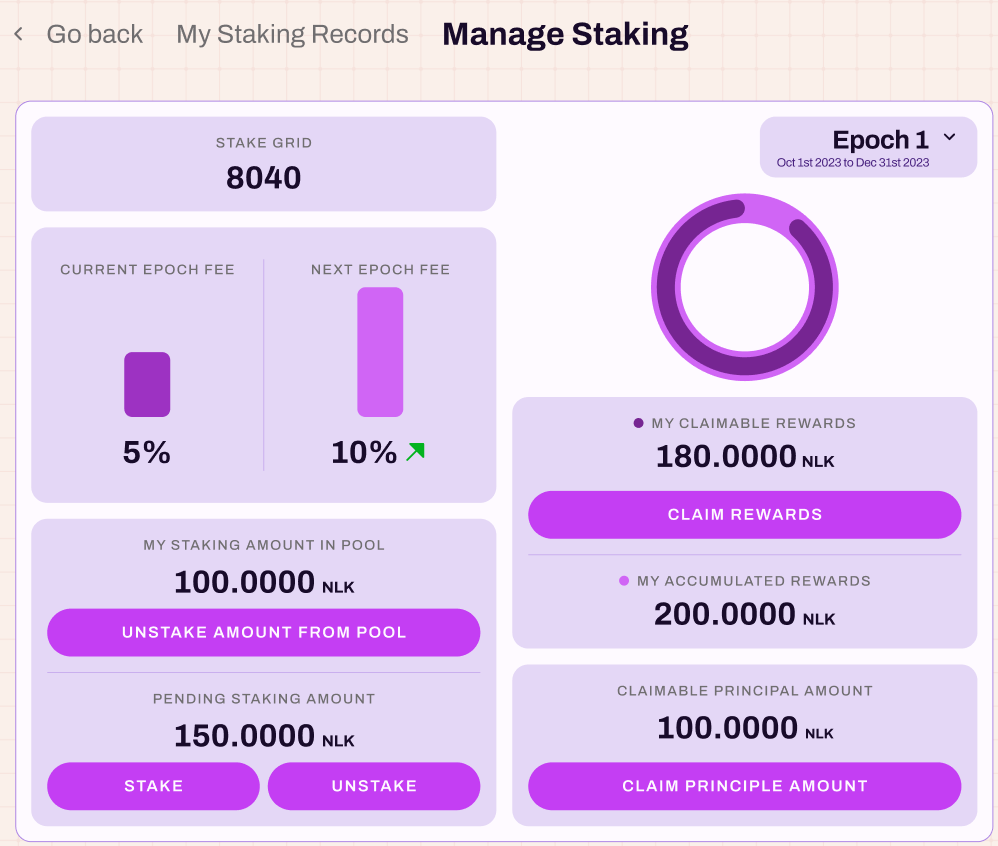 Go back
My Staking Records
Manage Staking
STAKE GRID
8040
CURRENT EPOCH FEE
5%
NEXT EPOCH FEE
10%
MY STAKING AMOUNT IN POOL
100.0000 NLK
UNSTAKE AMOUNT FROM POOL
PENDING STAKING AMOUNT
150.0000 NLK
STAKE
UNSTAKE
Epoch 1
Oct 1st 2023 to Dec 31st 2023
MY CLAIMABLE REWARDS
180.0000 NLK
CLAIM REWARDS
MY ACCUMULATED REWARDS
200.0000 NLK
CLAIMABLE PRINCIPAL AMOUNT
100.0000 NLK
CLAIM PRINCIPLE AMOUNT